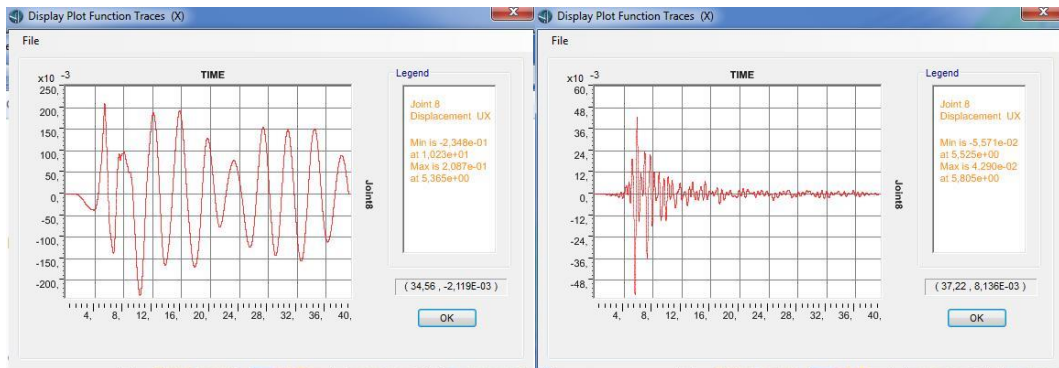 Display Plot Function Traces (X)
File
TIME
x10 -3
250,
200,
150,
100,
50,
0,
-50,
-100,
-150,
-200,
4, 8, 12, 16, 20, 24, 28, 32, 36, 40,
Joint8
Legend
Joint 8
Displacement UX
Min is -2,348e-01
at 1,023e+01
Max is 2,087e-01
at 5,365e+00
( 34,56 , -2,119E-03 )
OK
Display Plot Function Traces (X)
File
TIME
x10 -3
60,
48,
36,
24,
12,
0,
-12,
-24,
-36,
-48,
4, 8, 12, 16, 20, 24, 28, 32, 36, 40,
Joint8
Legend
Joint 8
Displacement UX
Min is -5,571e-02
at 5,525e+00
Max is 4,290e-02
at 5,805e+00
( 37,22 , 8,136E-03 )
OK